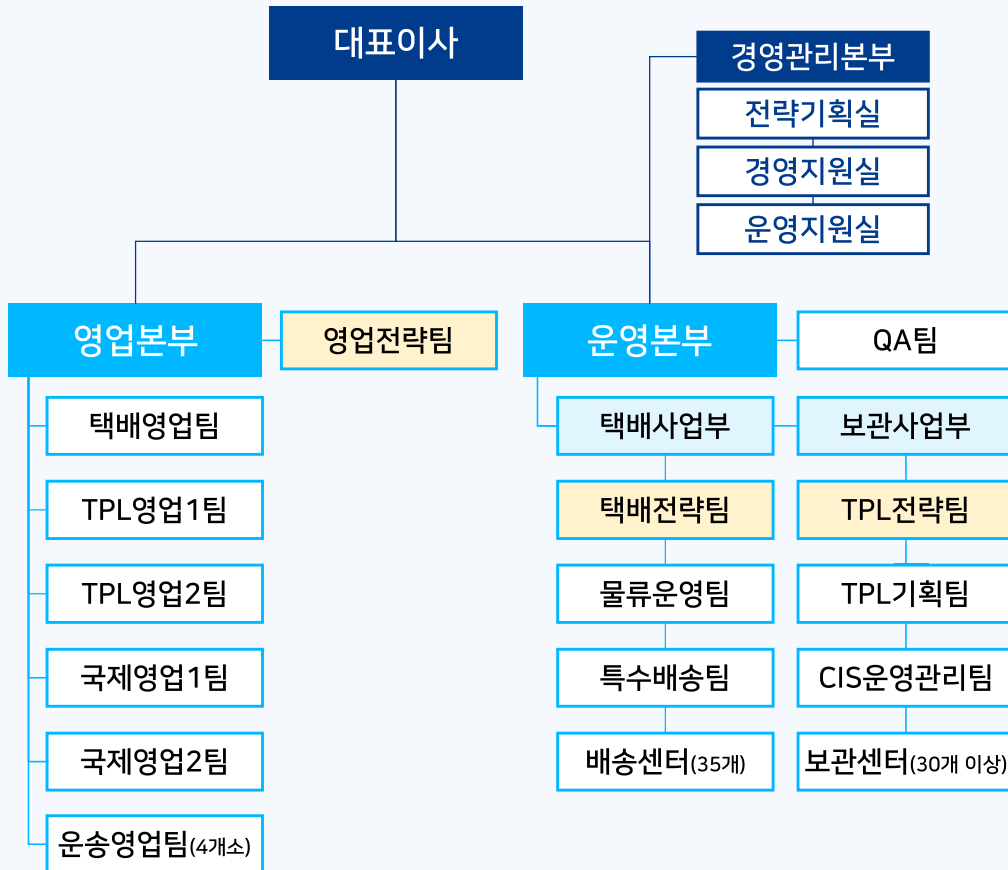 대표이사
경영관리본부
전략기획실
경영지원실
운영지원실
영업본부
영업전략팀
택배영업팀
TPL영업1팀
TPL영업2팀
국제영업1팀
국제영업2팀
운송영업팀(4개소)
운영본부
QA팀
택배사업부
택배전략팀
물류운영팀
특수배송팀
배송센터(35개)
보관사업부
TPL전략팀
TPL기획팀
CIS운영관리팀
보관센터(30개 이상)